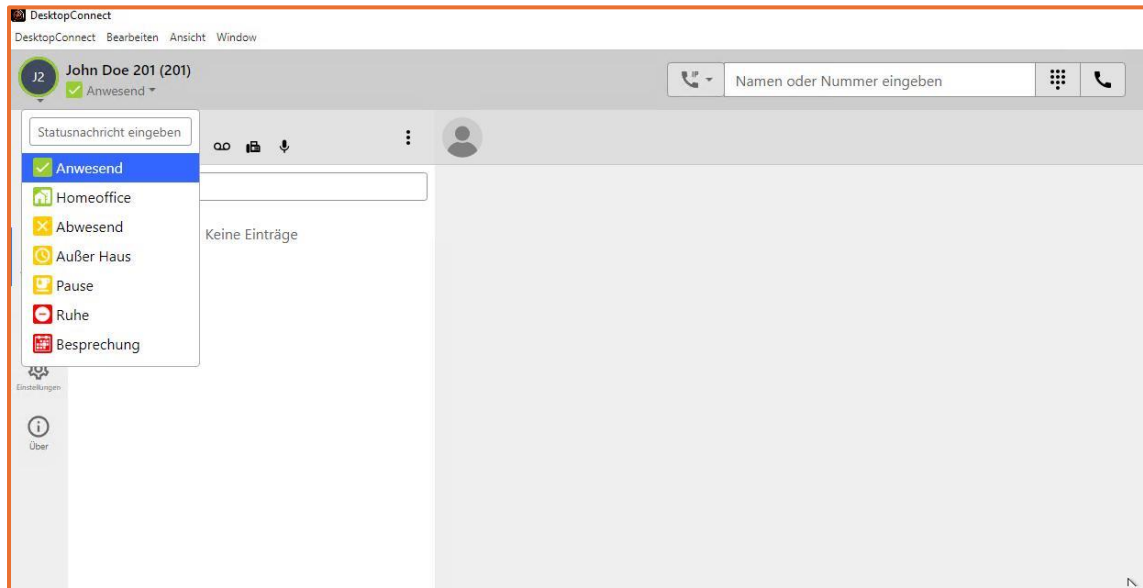 DesktopConnect
DesktopConnect Bearbeiten Ansicht Window
J2
John Doe 201 (201)
Anwesend
Namen oder Nummer eingeben
Statusnachricht eingeben
Anwesend
Homeoffice
Abwesend
Außer Haus
Pause
Ruhe
Besprechung
Keine Einträge
Einstellungen
Über